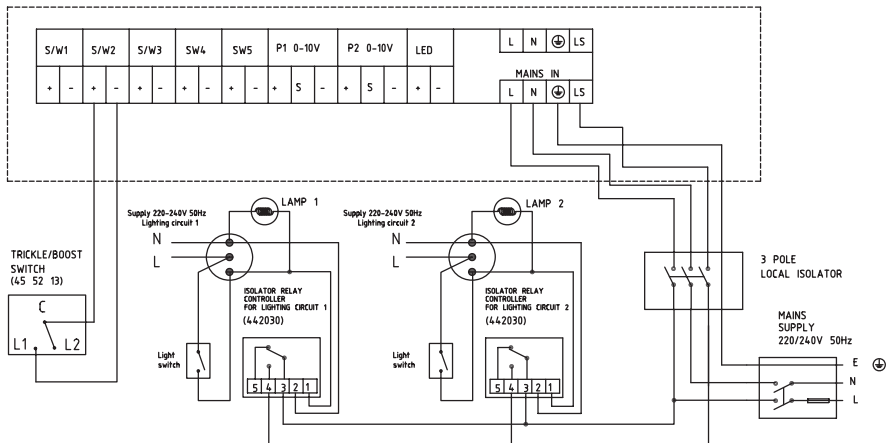 S/W1 S/W2 S/W3 SW4 SW5 P1 0-10V P2 0-10V LED
L N LS
MAINS IN
+ - + - + - + - + - + S - + S - + -
L N LS
Supply 220-240V 50Hz
Lighting circuit 1
N
L
LAMP 1
Supply 220-240V 50Hz
Lighting circuit 2
N
L
LAMP 2
TRICKLE/BOOST
SWITCH
(45 52 13)
C
L1 L2
3 POLE
LOCAL ISOLATOR
ISOLATOR RELAY
CONTROLLER
FOR LIGHTING CIRCUIT 1
(442030)
ISOLATOR RELAY
CONTROLLER
FOR LIGHTING CIRCUIT 2
(442030)
Light
switch
5 4 3 2 1
Light
switch
5 4 3 2 1
MAINS
SUPPLY
220/240V 50Hz
E
N
L